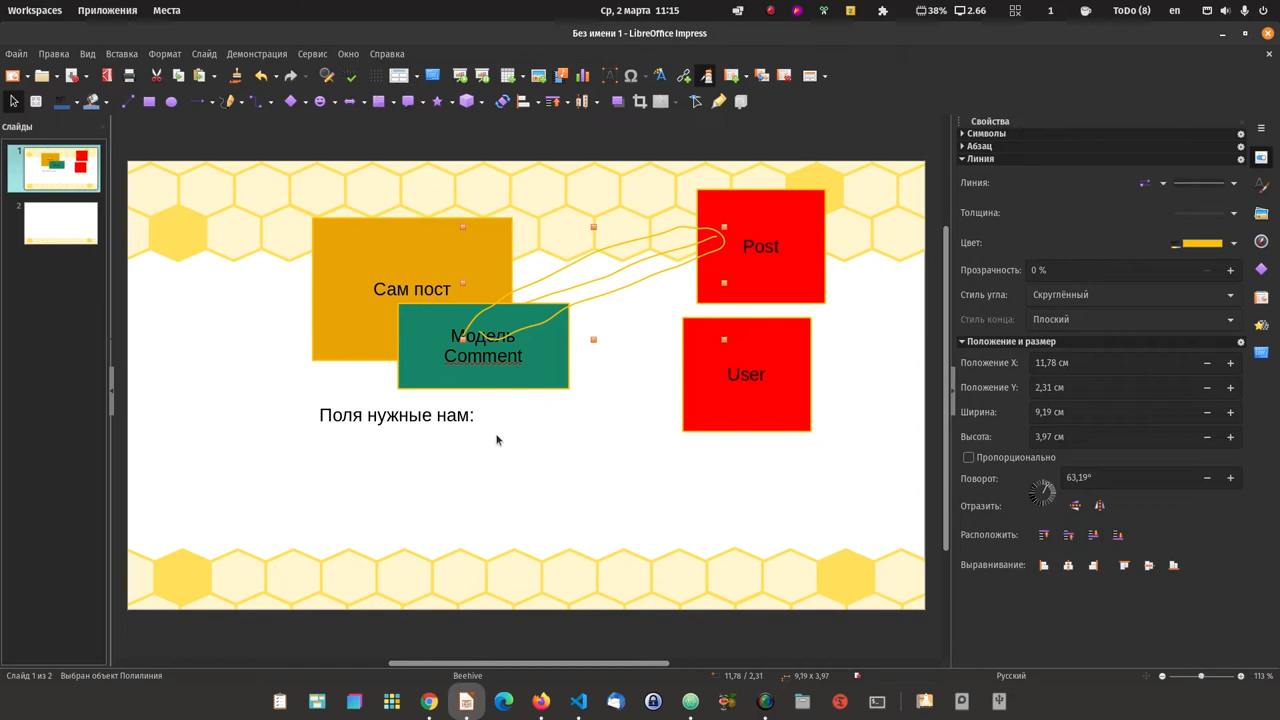 Workspaces Приложения Места Ср, 2 марта 11:15 38% 2.66 1 ToDo (8) en
Без имени 1 - LibreOffice Impress
Файл Правка Вид Вставка Формат Слайд Демонстрация Сервис Окно Справка
Слайды
1
2
Сам пост
Модель
Comment
Post
User
Поля нужные нам:
Свойства
Символы
Абзац
Линия
Линия:
Толщина:
Цвет:
Прозрачность: 0 %
Стиль угла: Скруглённый
Стиль конца: Плоский
Положение и размер
Положение X: 11,78 см
Положение Y: 2,31 см
Ширина: 9,19 см
Высота: 3,97 см
Пропорционально
Поворот: 63,19°
Отразить:
Расположить:
Выравнивание:
Слайд 1 из 2 Выбран объект Полилиния Beehive 11,78 / 2,31 9,19 x 3,97 Русский 113 %